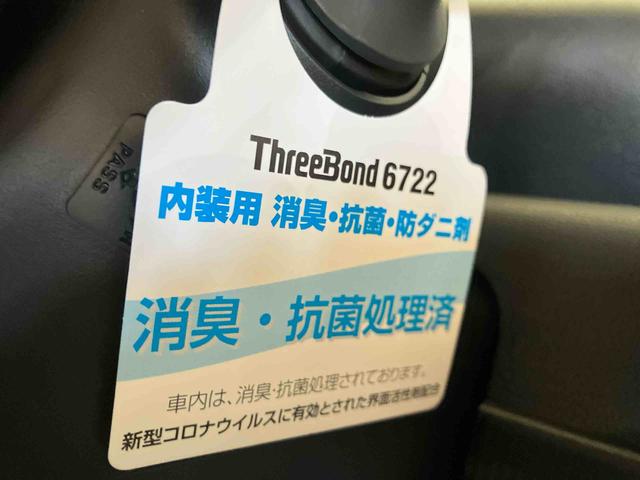 ThreeBond 6722
内装用 消臭・抗菌・防ダニ剤
消臭・抗菌処理済
車内は、消臭・抗菌処理されております。
新型コロナウイルスに有効とされた界面活性剤配合
PASS